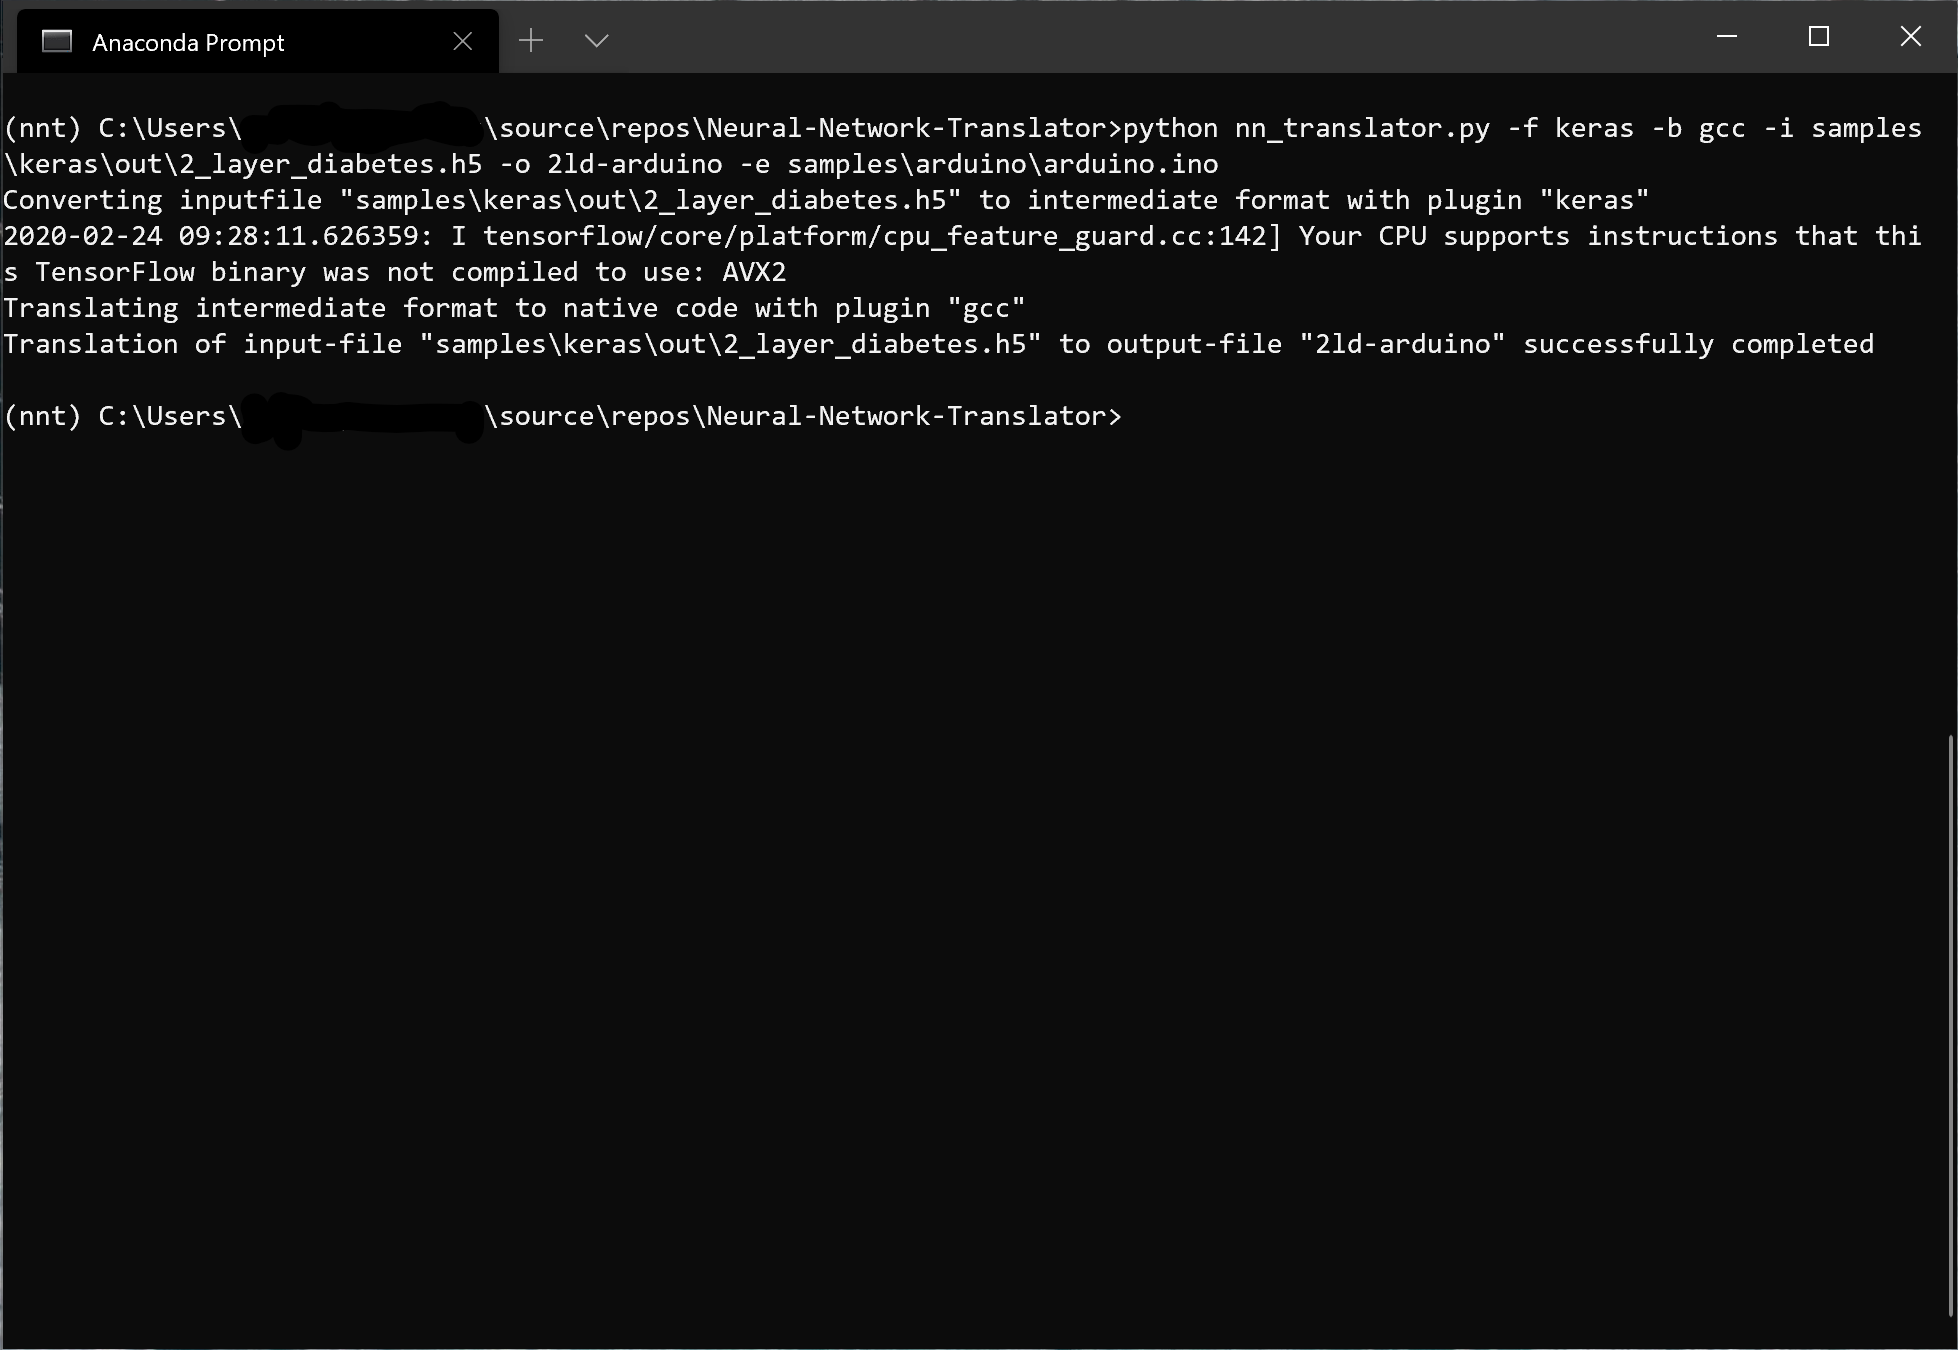 Anaconda Prompt
(nnt) C:\Users\ \source\repos\Neural-Network-Translator>python nn_translator.py -f keras -b gcc -i samples
\keras\out\2_layer_diabetes.h5 -o 2ld-arduino -e samples\arduino\arduino.ino
Converting inputfile "samples\keras\out\2_layer_diabetes.h5" to intermediate format with plugin "keras"
2020-02-24 09:28:11.626359: I tensorflow/core/platform/cpu_feature_guard.cc:142] Your CPU supports instructions that thi
s TensorFlow binary was not compiled to use: AVX2
Translating intermediate format to native code with plugin "gcc"
Translation of input-file "samples\keras\out\2_layer_diabetes.h5" to output-file "2ld-arduino" successfully completed
(nnt) C:\Users\ \source\repos\Neural-Network-Translator>